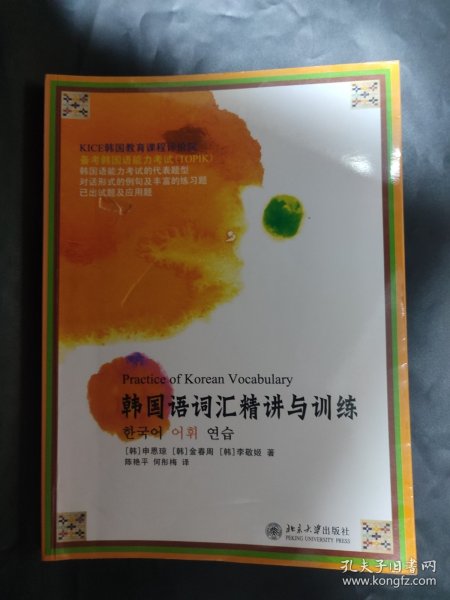 KICE韩国教育课程评价院
备考韩国语能力考试(TOPIK)
韩国语能力考试的代表题型
对话形式的例句及丰富的练习题
已出试题及应用题
Practice of Korean Vocabulary
韩国语词汇精讲与训练
한국어 어휘 연습
[韩]申恩琼 [韩]金春周 [韩]李敬姬 著
陈艳平 何彤梅 译
北京大学出版社
PEKING UNIVERSITY PRESS
孔夫子旧书网
www.kongfz.com